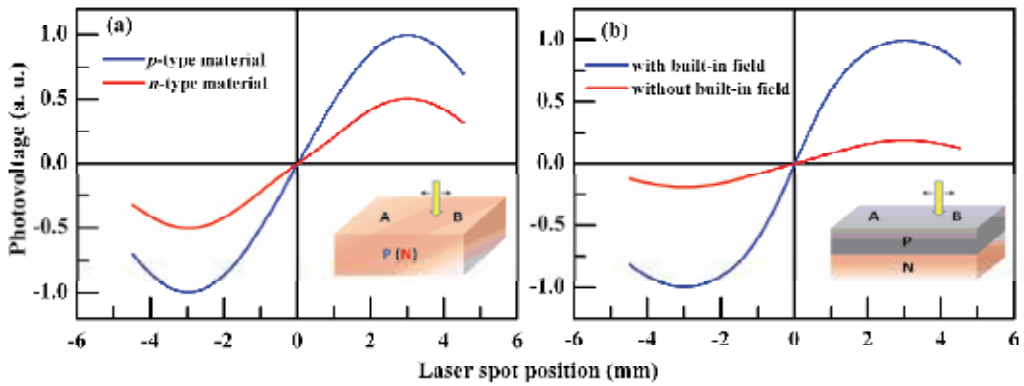 (a)
p-type material
n-type material
Photovoltage (a. u.)
1.0
0.5
0.0
-0.5
-1.0
A
B
P (N)
-6
-4
-2
0
2
4
6
(b)
with built-in field
without built-in field
1.0
0.5
0.0
-0.5
-1.0
A
B
P
N
-6
-4
-2
0
2
4
6
Laser spot position (mm)